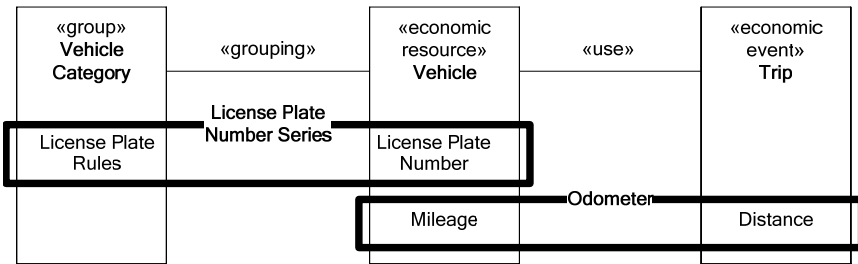 «group»
Vehicle
Category
«grouping»
«economic
resource»
Vehicle
«use»
«economic
event»
Trip
License Plate
Number Series
License Plate
Rules
License Plate
Number
Odometer
Mileage
Distance